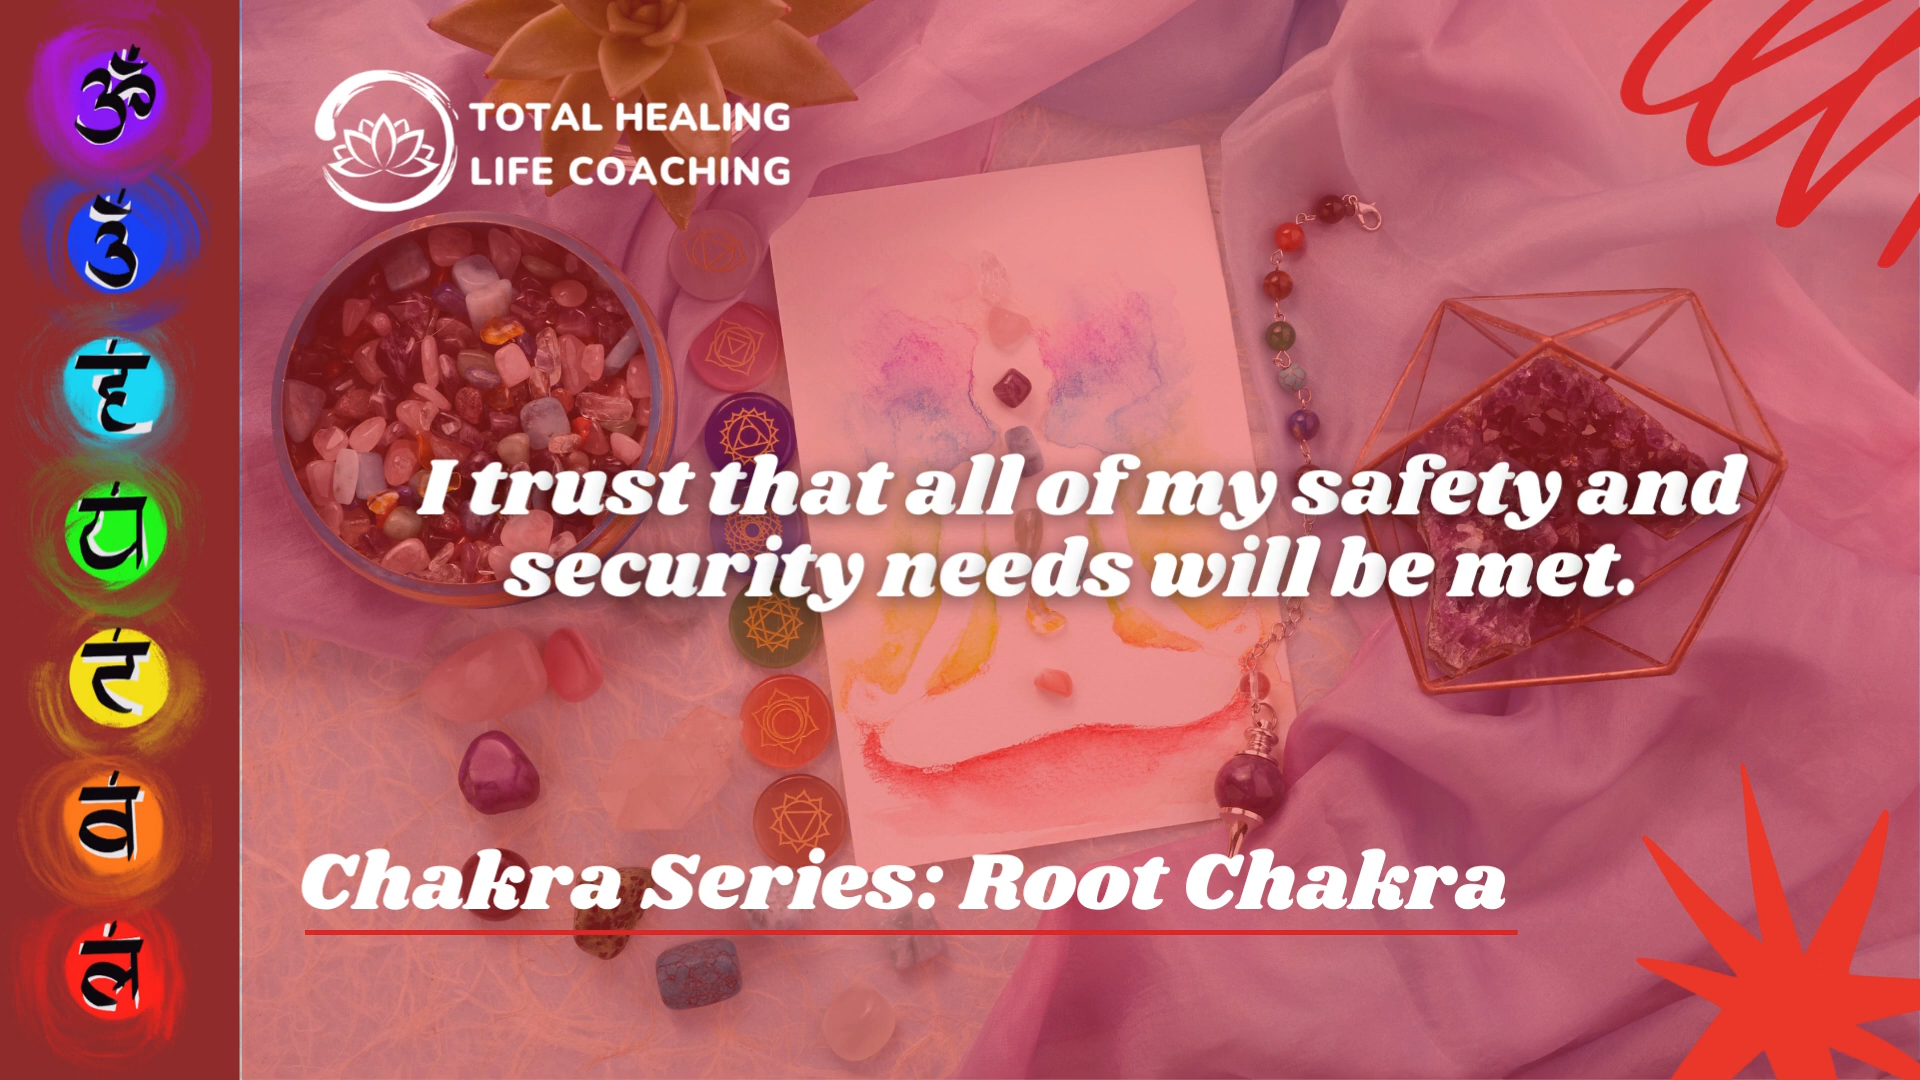 ॐ
ॐ
हं
यं
रं
वं
लं
TOTAL HEALING
LIFE COACHING
I trust that all of my safety and
security needs will be met.
Chakra Series: Root Chakra